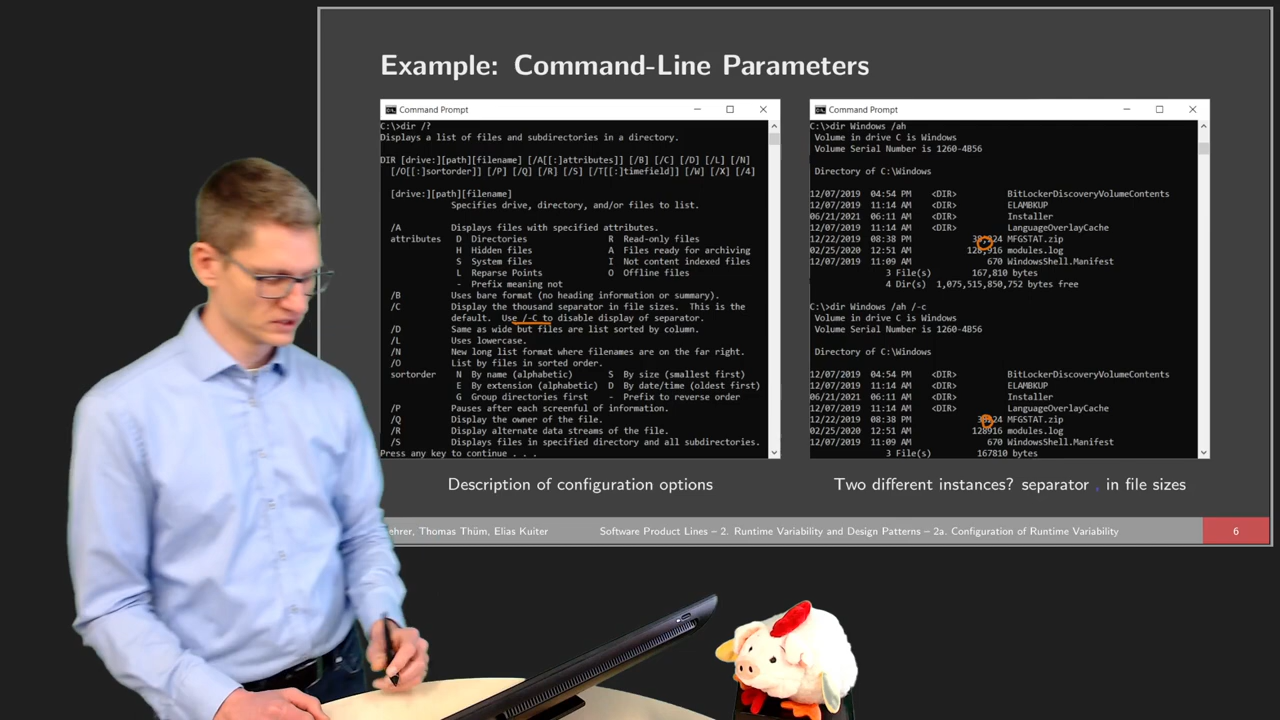 Example: Command-Line Parameters
Command Prompt
C:\>dir /?
Displays a list of files and subdirectories in a directory.
DIR [drive:][path][filename] [/A[[:]attributes]] [/B] [/C] [/D] [/L] [/N]
[/O[[:]sortorder]] [/P] [/Q] [/R] [/S] [/T[[:]timefield]] [/W] [/X] [/4]
[drive:][path][filename]
Specifies drive, directory, and/or files to list.
/A Displays files with specified attributes.
attributes D Directories R Read-only files
H Hidden files A Files ready for archiving
S System files I Not content indexed files
L Reparse Points O Offline files
- Prefix meaning not
/B Uses bare format (no heading information or summary).
/C Display the thousand separator in file sizes. This is the
default. Use /-C to disable display of separator.
/D Same as wide but files are list sorted by column.
/L Uses lowercase.
/N New long list format where filenames are on the far right.
/O List by files in sorted order.
sortorder N By name (alphabetic) S By size (smallest first)
E By extension (alphabetic) D By date/time (oldest first)
G Group directories first - Prefix to reverse order
/P Pauses after each screenful of information.
/Q Display the owner of the file.
/R Display alternate data streams of the file.
/S Displays files in specified directory and all subdirectories.
Press any key to continue . . .
Description of configuration options
Command Prompt
C:\>dir Windows /ah
Volume in drive C is Windows
Volume Serial Number is 1260-4B56
Directory of C:\Windows
12/07/2019 04:54 PM <DIR> BitLockerDiscoveryVolumeContents
12/07/2019 11:14 AM <DIR> ELAMBKUP
06/21/2021 06:11 AM <DIR> Installer
12/07/2019 11:14 AM <DIR> LanguageOverlayCache
12/22/2019 08:38 PM MFGSTAT.zip
02/25/2020 12:51 AM 128,916 modules.log
12/07/2019 11:09 AM 670 WindowsShell.Manifest
3 File(s) 167,810 bytes
4 Dir(s) 1,075,515,850,752 bytes free
C:\>dir Windows /ah /-c
Volume in drive C is Windows
Volume Serial Number is 1260-4B56
Directory of C:\Windows
12/07/2019 04:54 PM <DIR> BitLockerDiscoveryVolumeContents
12/07/2019 11:14 AM <DIR> ELAMBKUP
06/21/2021 06:11 AM <DIR> Installer
12/07/2019 11:14 AM <DIR> LanguageOverlayCache
12/22/2019 08:38 PM MFGSTAT.zip
02/25/2020 12:51 AM 128916 modules.log
12/07/2019 11:09 AM 670 WindowsShell.Manifest
3 File(s) 167810 bytes
Two different instances? separator , in file sizes
Thomas Thüm, Elias Kuiter
Software Product Lines – 2. Runtime Variability and Design Patterns – 2a. Configuration of Runtime Variability
6